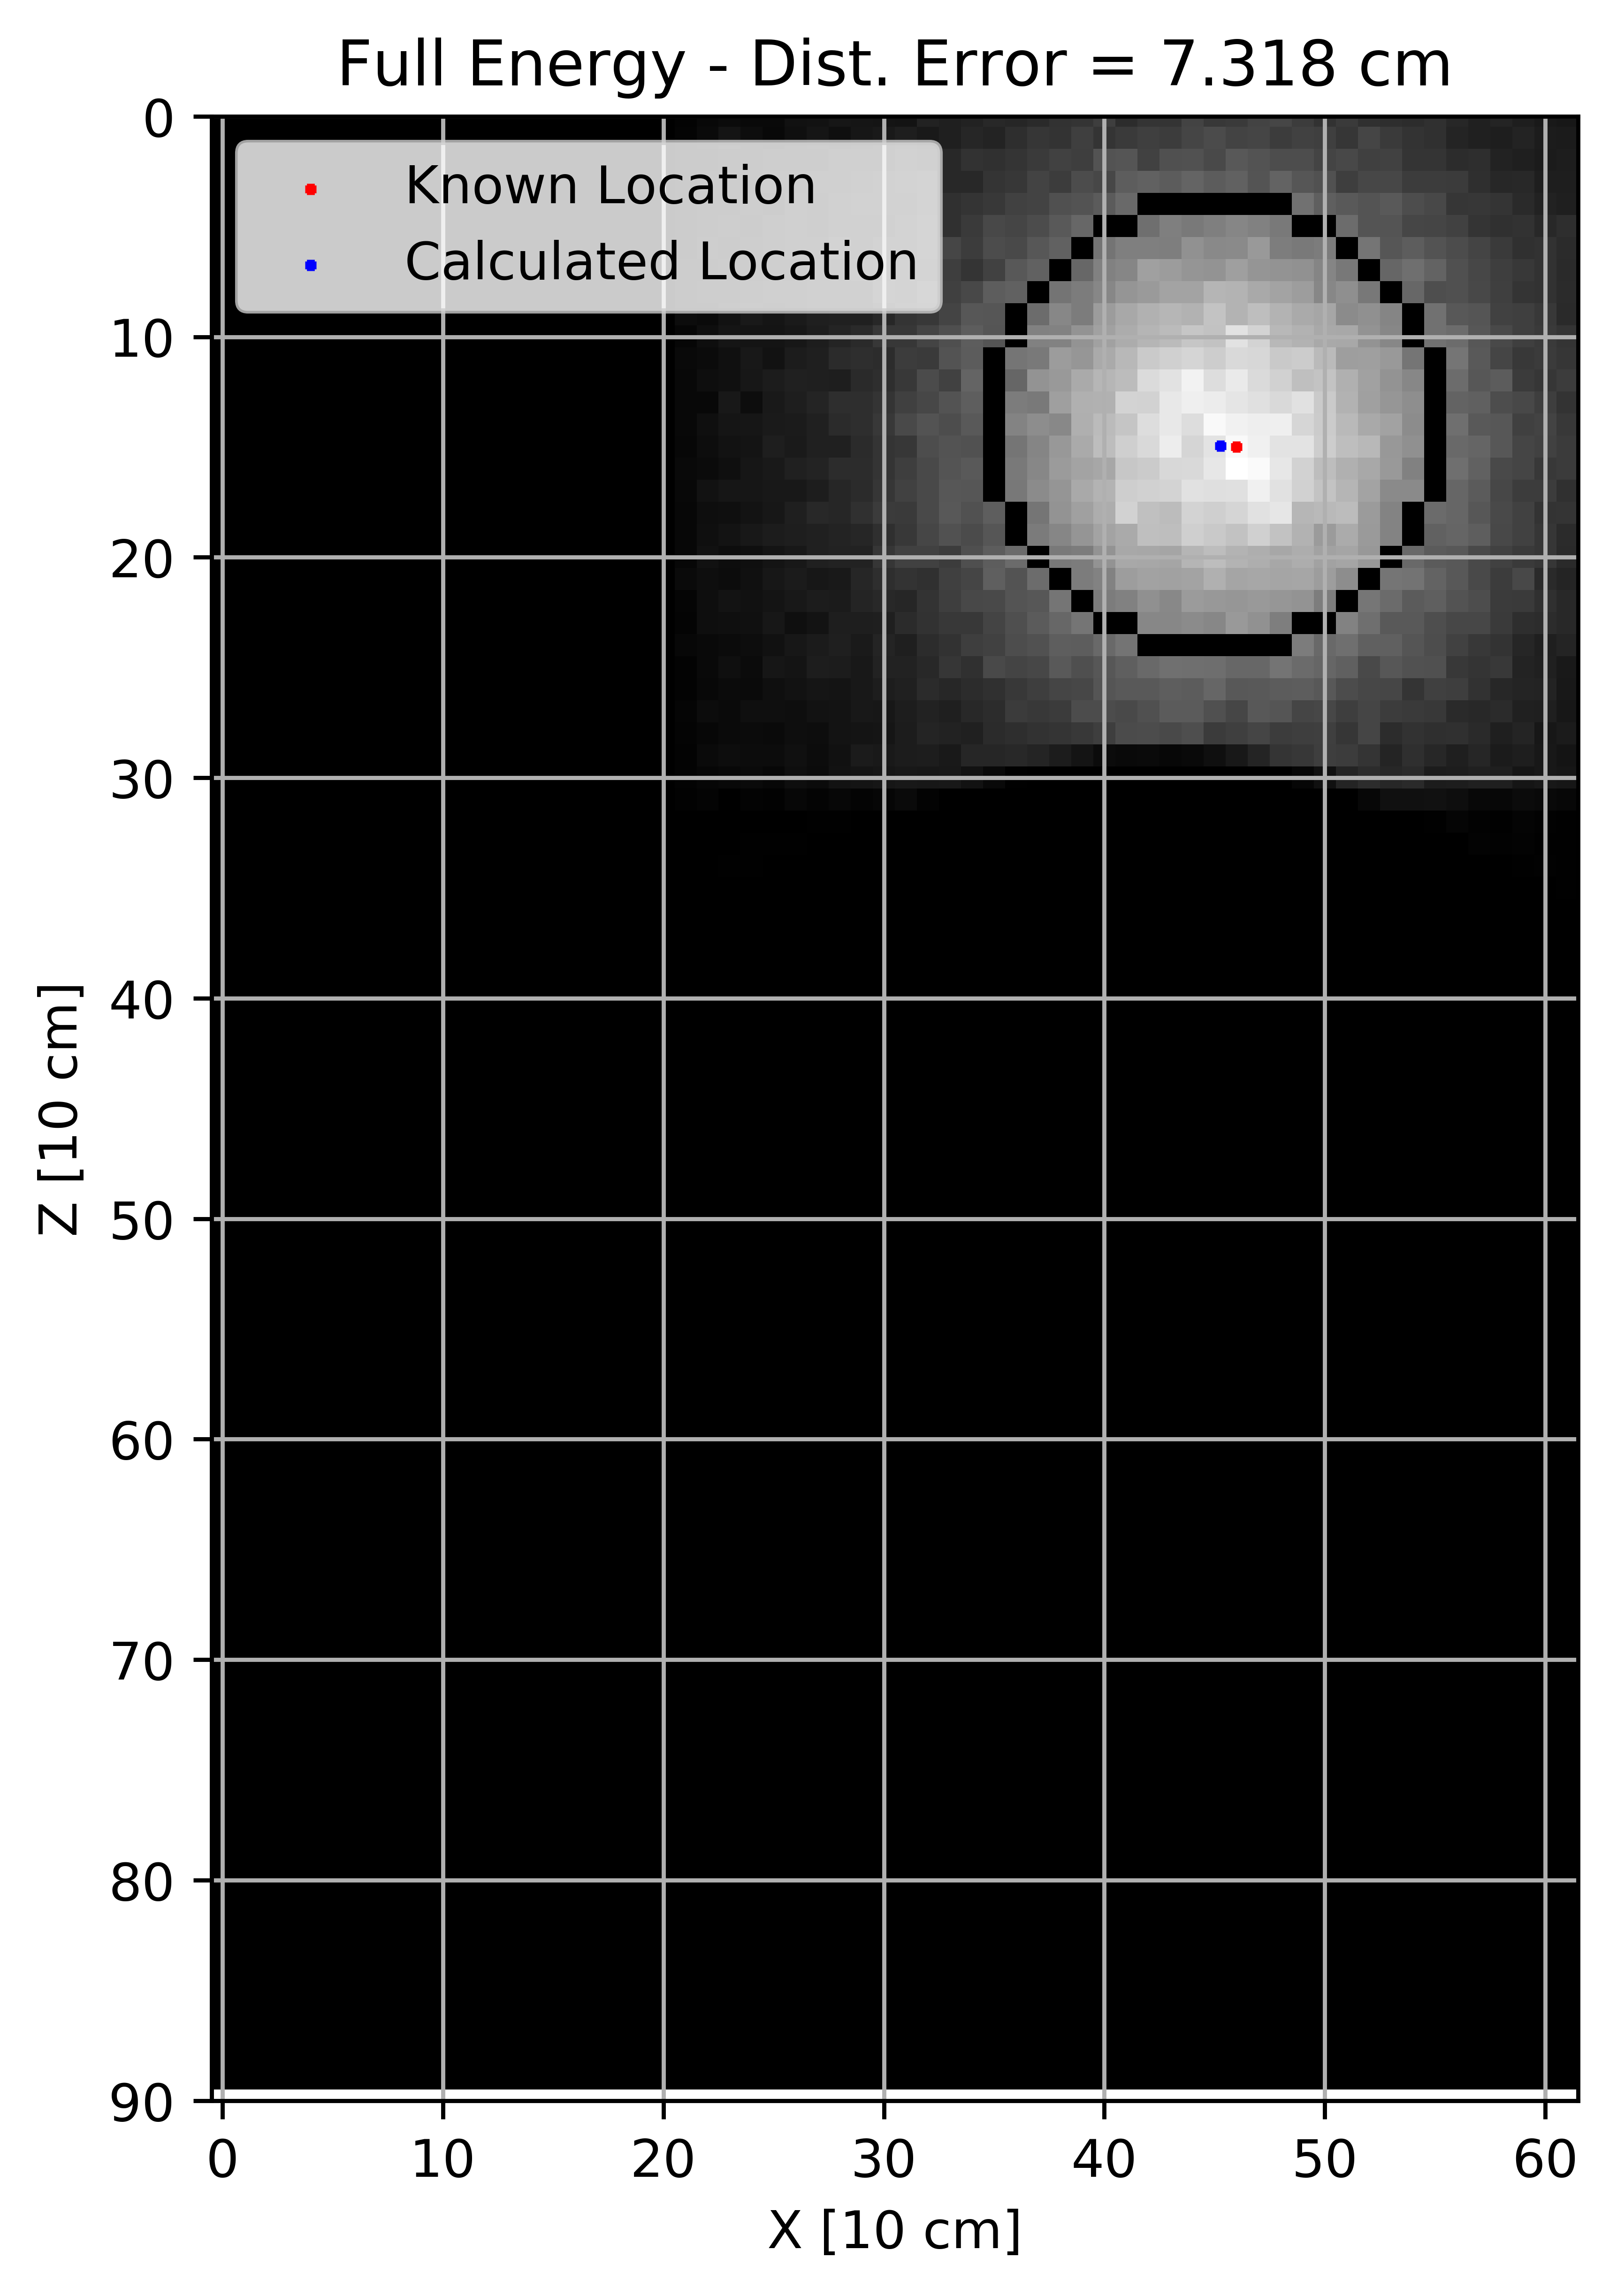 Full Energy - Dist. Error = 7.318 cm
Known Location
Calculated Location
0
10
20
30
40
50
60
70
80
90
Z [10 cm]
0 10 20 30 40 50 60
X [10 cm]